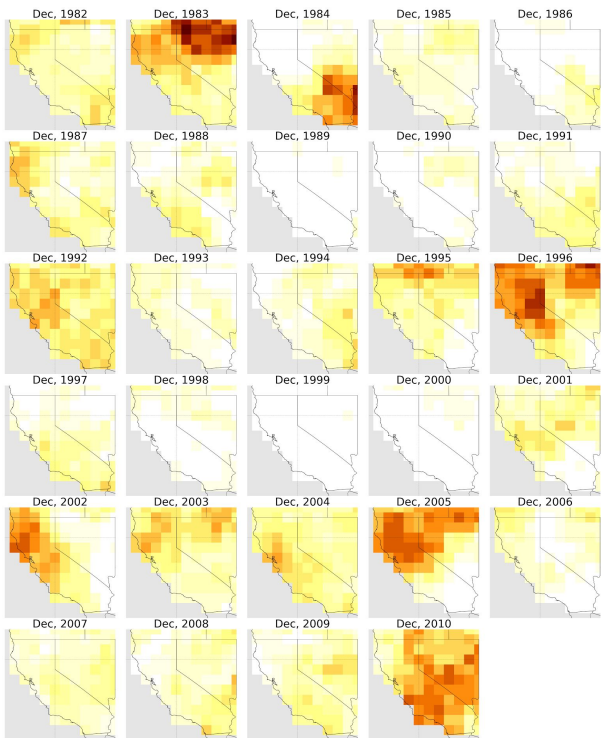 Dec, 1982 Dec, 1983 Dec, 1984 Dec, 1985 Dec, 1986
Dec, 1987 Dec, 1988 Dec, 1989 Dec, 1990 Dec, 1991
Dec, 1992 Dec, 1993 Dec, 1994 Dec, 1995 Dec, 1996
Dec, 1997 Dec, 1998 Dec, 1999 Dec, 2000 Dec, 2001
Dec, 2002 Dec, 2003 Dec, 2004 Dec, 2005 Dec, 2006
Dec, 2007 Dec, 2008 Dec, 2009 Dec, 2010